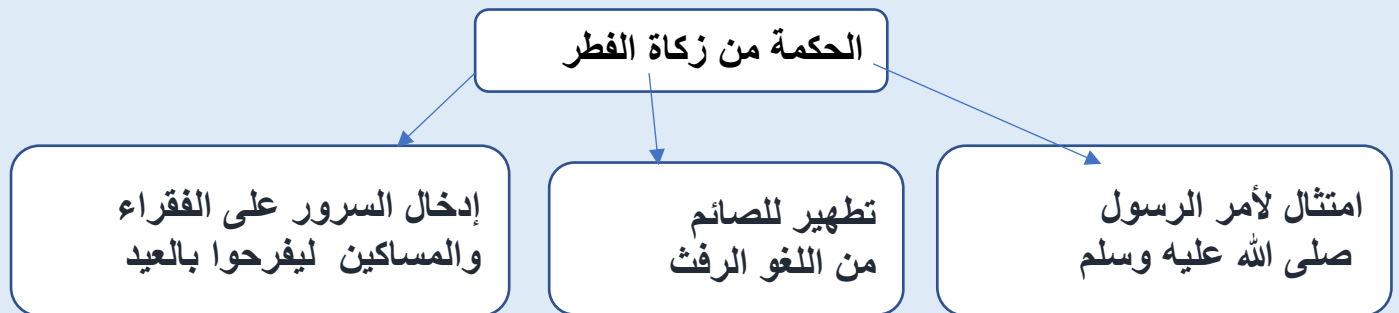 الحكمة من زكاة الفطر
امتثال لأمر الرسول
صلى الله عليه وسلم
تطهير للصائم
من اللغو الرفث
إدخال السرور على الفقراء
والمساكين ليفرحوا بالعيد